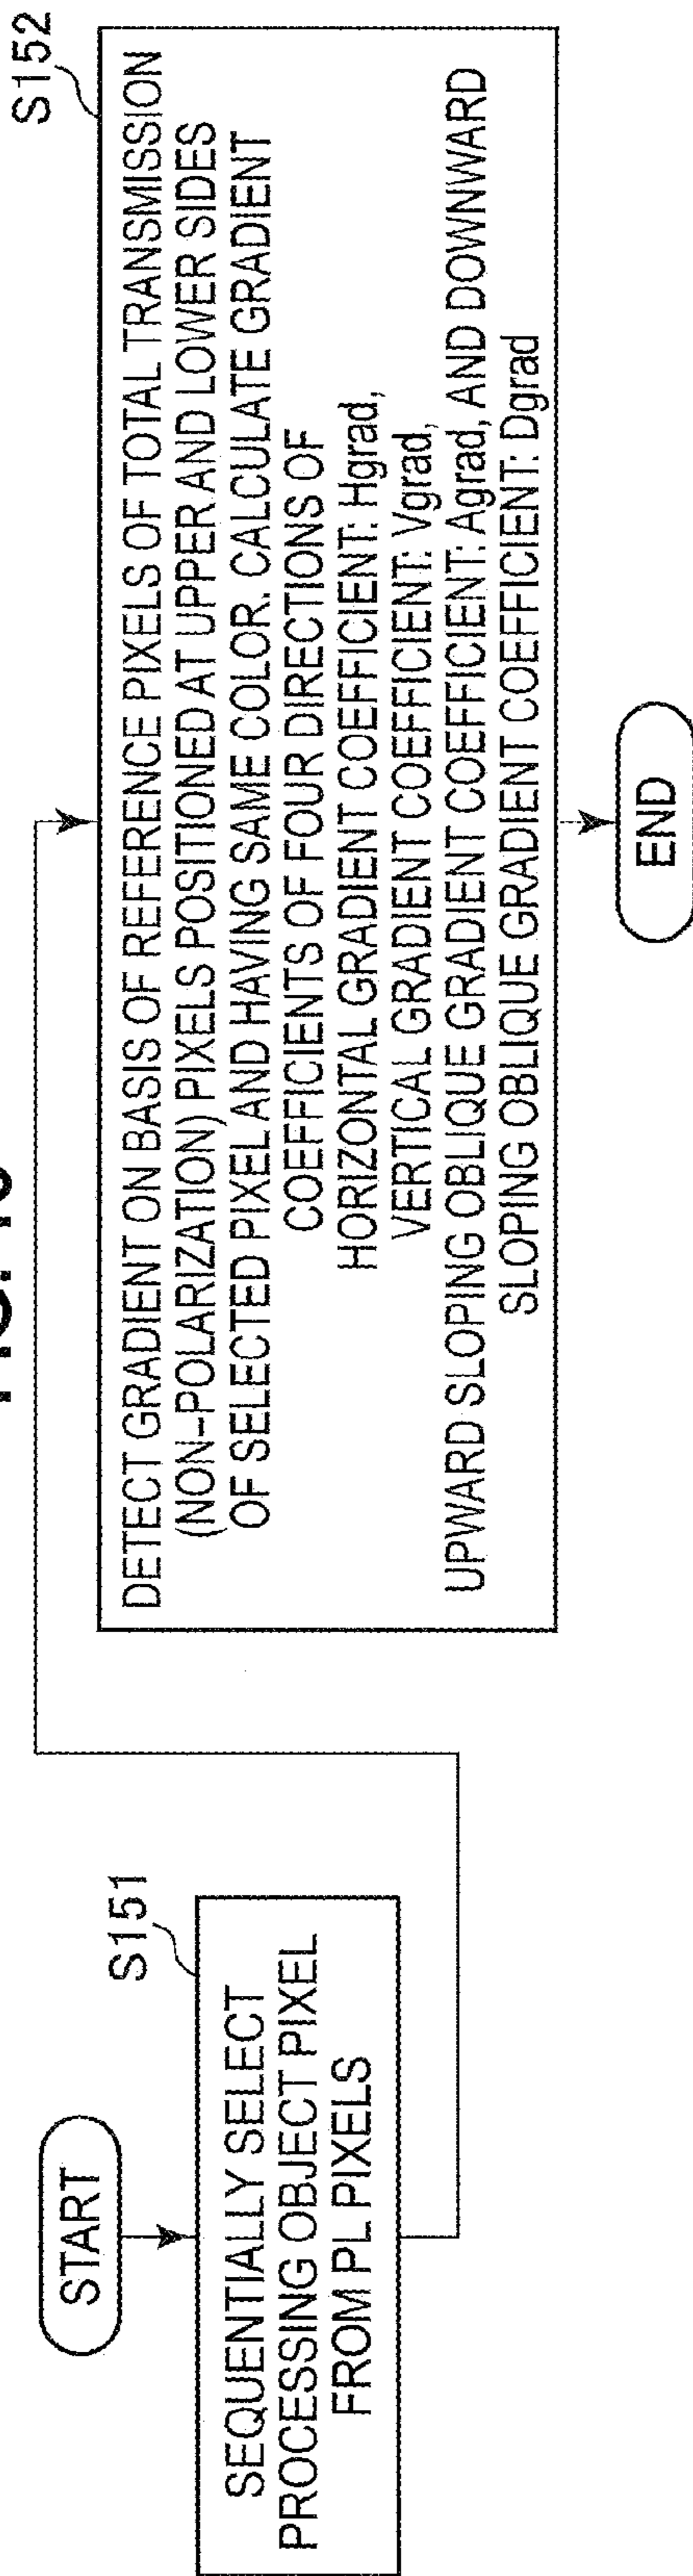 START
S151
SEQUENTIALLY SELECT
PROCESSING OBJECT PIXEL
FROM PL PIXELS
S152
DETECT GRADIENT ON BASIS OF REFERENCE PIXELS OF TOTAL TRANSMISSION
(NON-POLARIZATION) PIXELS POSITIONED AT UPPER AND LOWER SIDES
OF SELECTED PIXEL AND HAVING SAME COLOR. CALCULATE GRADIENT
COEFFICIENTS OF FOUR DIRECTIONS OF
HORIZONTAL GRADIENT COEFFICIENT: Hgrad,
VERTICAL GRADIENT COEFFICIENT: Vgrad,
UPWARD SLOPING OBLIQUE GRADIENT COEFFICIENT: Agrad, AND DOWNWARD
SLOPING OBLIQUE GRADIENT COEFFICIENT: Dgrad
END